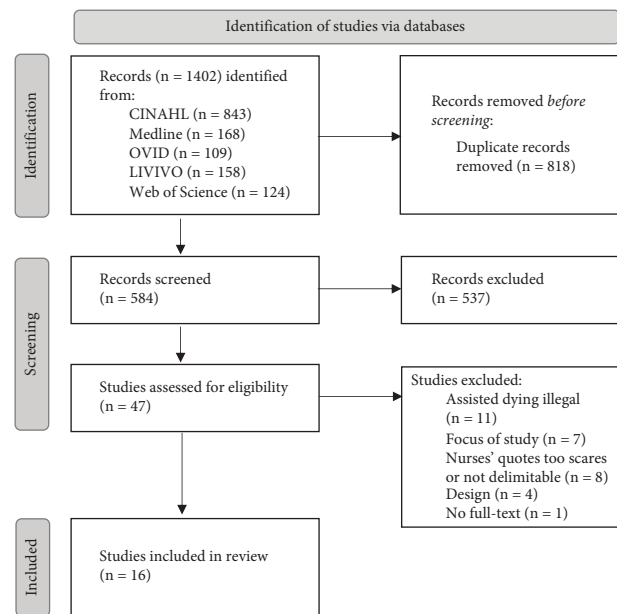 Identification of studies via databases
Identification
Records (n = 1402) identified
from:
CINAHL (n = 843)
Medline (n = 168)
OVID (n = 109)
LIVIVO (n = 158)
Web of Science (n = 124)
Records removed before
screening:
Duplicate records
removed (n = 818)
Screening
Records screened
(n = 584)
Records excluded
(n = 537)
Studies assessed for eligibility
(n = 47)
Studies excluded:
Assisted dying illegal
(n = 11)
Focus of study (n = 7)
Nurses' quotes too scares
or not delimitable (n = 8)
Design (n = 4)
No full-text (n = 1)
Included
Studies included in review
(n = 16)